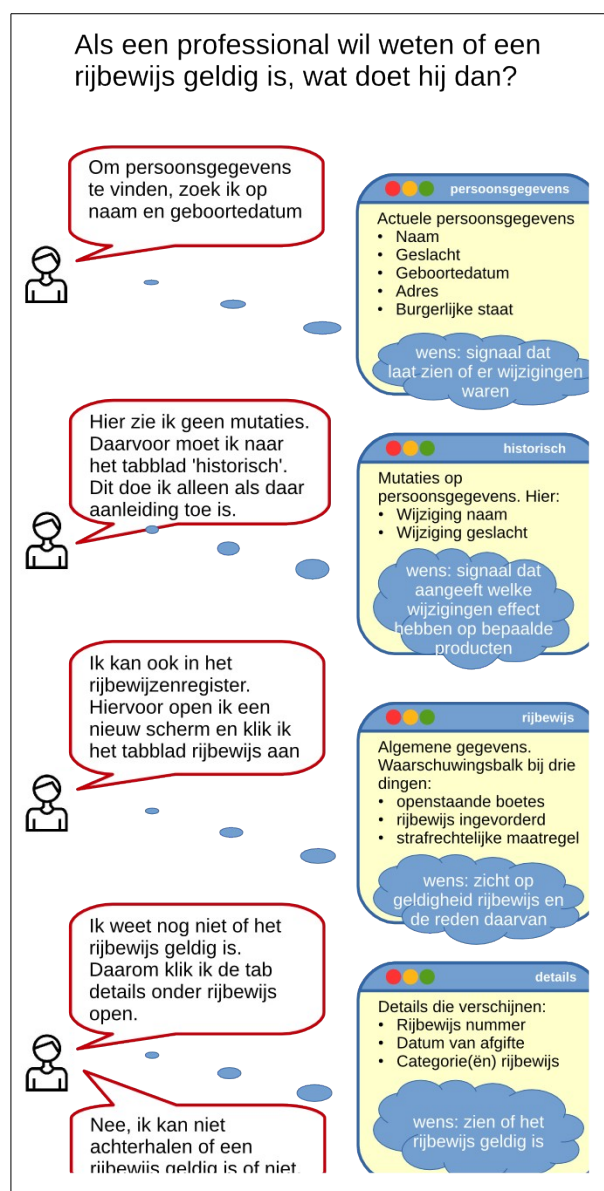 Als een professional wil weten of een
rijbewijs geldig is, wat doet hij dan?
Om persoonsgegevens
te vinden, zoek ik op
naam en geboortedatum
persoonsgegevens
Actuele persoonsgegevens
• Naam
• Geslacht
• Geboortedatum
• Adres
• Burgerlijke staat
wens: signaal dat
laat zien of er wijzigingen
waren
Hier zie ik geen mutaties.
Daarvoor moet ik naar
het tabblad 'historisch'.
Dit doe ik alleen als daar
aanleiding toe is.
historisch
Mutaties op
persoonsgegevens. Hier:
• Wijziging naam
• Wijziging geslacht
wens: signaal dat
aangeeft welke
wijzigingen effect
hebben op bepaalde
producten
Ik kan ook in het
rijbewijzenregister.
Hiervoor open ik een
nieuw scherm en klik ik
het tabblad rijbewijs aan
rijbewijs
Algemene gegevens.
Waarschuwingsbalk bij drie
dingen:
• openstaande boetes
• rijbewijs ingevorderd
• strafrechtelijke maatregel
wens: zicht op
geldigheid rijbewijs en
de reden daarvan
Ik weet nog niet of het
rijbewijs geldig is.
Daarom klik ik de tab
details onder rijbewijs
open.
details
Details die verschijnen:
• Rijbewijs nummer
• Datum van afgifte
• Categorie(ën) rijbewijs
wens: zien of het
rijbewijs geldig is
Nee, ik kan niet
achterhalen of een
rijbewijs geldig is of niet.